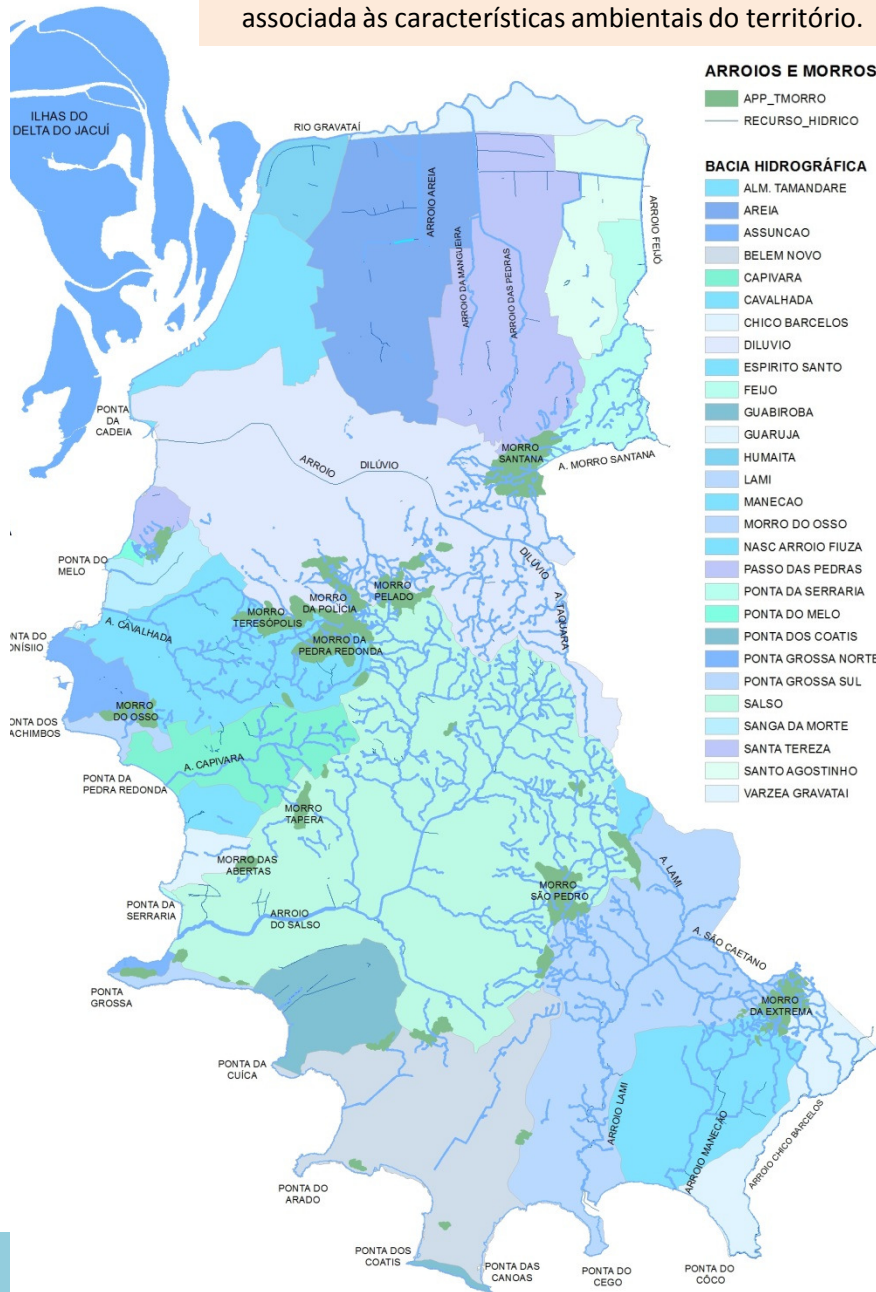 associada às características ambientais do território.
ARROIOS E MORROS
APP_TMORRO
RECURSO_HIDRICO
BACIA HIDROGRÁFICA
ALM. TAMANDARE
AREIA
ASSUNCAO
BELEM NOVO
CAPIVARA
CAVALHADA
CHICO BARCELOS
DILUVIO
ESPIRITO SANTO
FEIJO
GUABIROBA
GUARUJA
HUMAITA
LAMI
MANECAO
MORRO DO OSSO
NASC ARROIO FIUZA
PASSO DAS PEDRAS
PONTA DA SERRARIA
PONTA DO MELO
PONTA DOS COATIS
PONTA GROSSA NORTE
PONTA GROSSA SUL
SALSO
SANGA DA MORTE
SANTA TEREZA
SANTO AGOSTINHO
VARZEA GRAVATAI
ILHAS DO
DELTA DO JACUÍ
RIO GRAVATAÍ
ARROIO AREIA
ARROIO DA MANGUEIRA
ARROIO DAS PEDRAS
ARROIO FEIJÓ
PONTA
DA
CADEIA
ARROIO DILÚVIO
MORRO
SANTANA
A. MORRO SANTANA
DILÚVIO
A. TAQUARA
PONTA DO
MELO
MORRO
TERESÓPOLIS
MORRO
DA POLÍCIA
MORRO
PELADO
MORRO DA
PEDRA REDONDA
A. CAVALHADA
ONTA DO
ONÍSIIO
MORRO
DO OSSO
ONTA DOS
ACHIMBOS
A. CAPIVARA
PONTA DA
PEDRA REDONDA
MORRO
TAPERA
MORRO DAS
ABERTAS
PONTA DA
SERRARIA
ARROIO
DO SALSO
MORRO
SÃO PEDRO
A. LAMI
A. SÃO CAETANO
PONTA
GROSSA
MORRO
DA EXTREMA
PONTA DA
CUÍCA
ARROIO LAMI
ARROIO MANECÃO
ARROIO CHICO BARCELOS
PONTA DO
ARADO
PONTA DOS
COATIS
PONTA DAS
CANOAS
PONTA DO
CEGO
PONTA DO
CÔCO